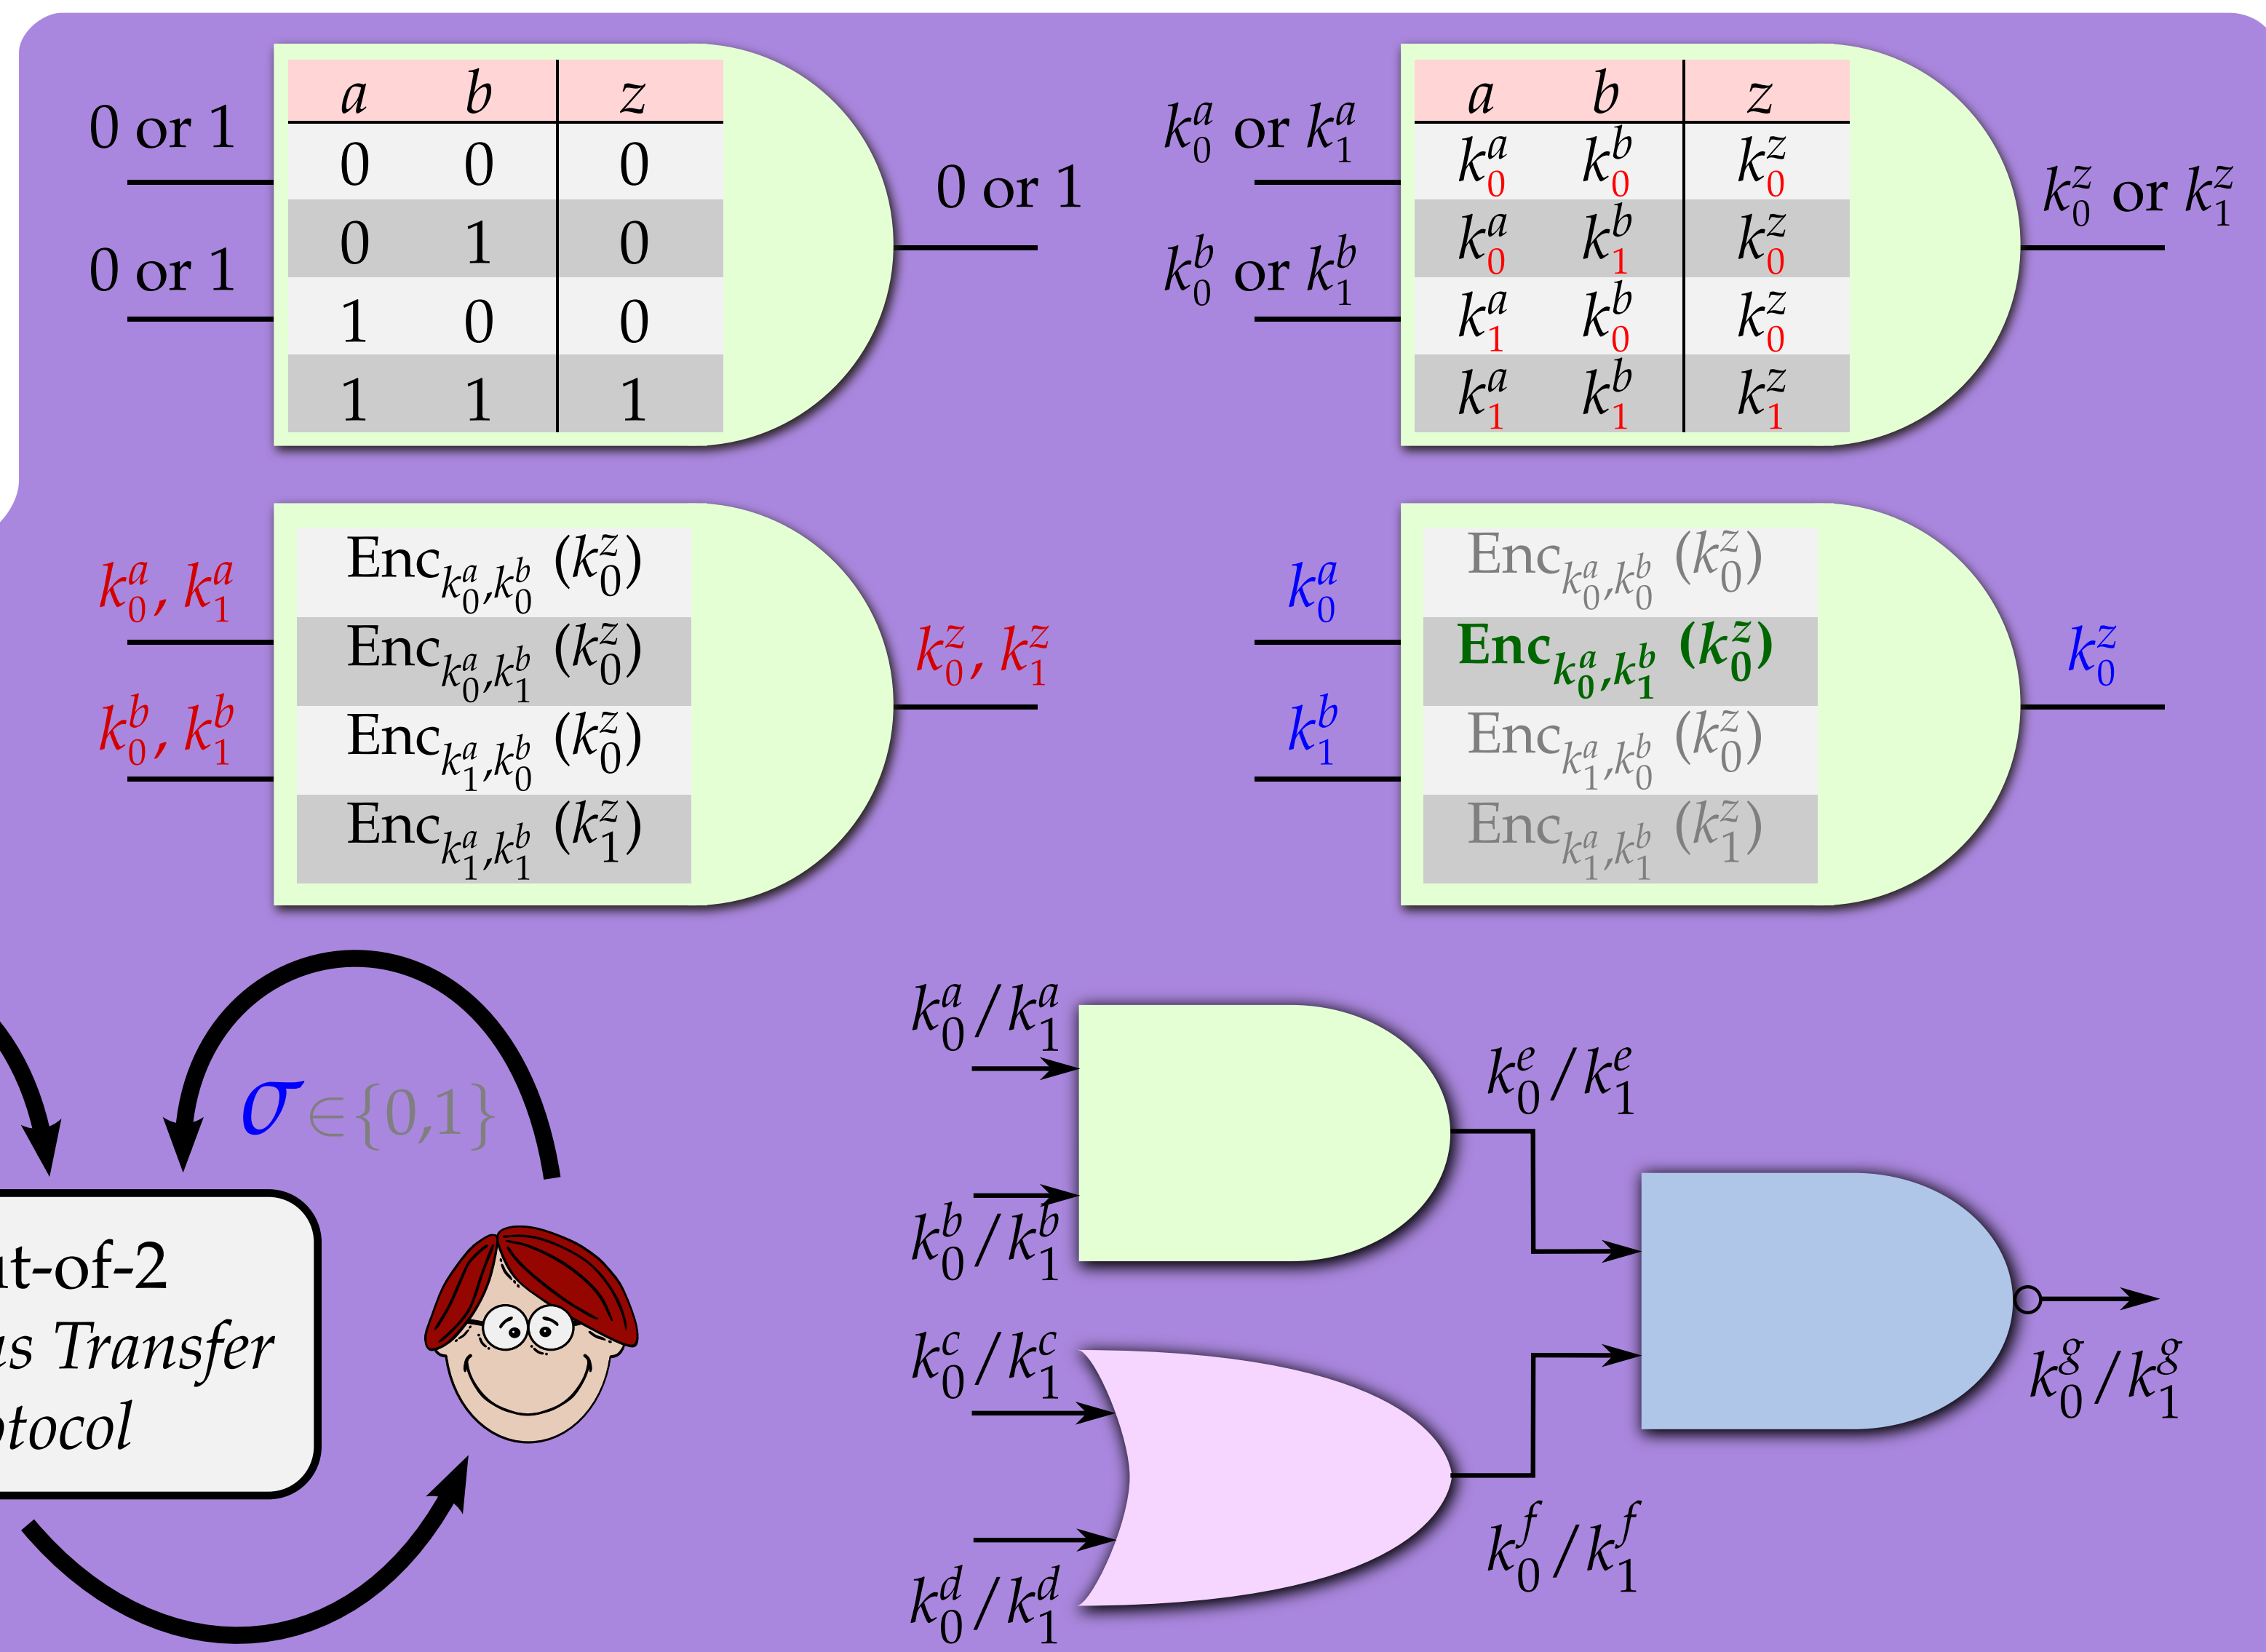 a b z
0 or 1
0 0 0
0 1 0
0 or 1
1 0 0
1 1 1
0 or 1
a b z
k₀ᵃ or k₁ᵃ
k₀ᵃ k₀ᵇ k₀ᶻ
k₀ᵃ k₁ᵇ k₀ᶻ
k₀ᵇ or k₁ᵇ
k₁ᵃ k₀ᵇ k₀ᶻ
k₁ᵃ k₁ᵇ k₁ᶻ
k₀ᶻ or k₁ᶻ
k₀ᵃ, k₁ᵃ
k₀ᵇ, k₁ᵇ
Enc_{k₀ᵃ,k₀ᵇ} (k₀ᶻ)
Enc_{k₀ᵃ,k₁ᵇ} (k₀ᶻ)
Enc_{k₁ᵃ,k₀ᵇ} (k₀ᶻ)
Enc_{k₁ᵃ,k₁ᵇ} (k₁ᶻ)
k₀ᶻ, k₁ᶻ
k₀ᵃ
k₁ᵇ
Enc_{k₀ᵃ,k₀ᵇ} (k₀ᶻ)
Enc_{k₀ᵃ,k₁ᵇ} (k₀ᶻ)
Enc_{k₁ᵃ,k₀ᵇ} (k₀ᶻ)
Enc_{k₁ᵃ,k₁ᵇ} (k₁ᶻ)
k₀ᶻ
σ ∈{0,1}
t-of-2
us Transfer
otocol
k₀ᵃ/k₁ᵃ
k₀ᵇ/k₁ᵇ
k₀ᵉ/k₁ᵉ
k₀ᶜ/k₁ᶜ
k₀ᵈ/k₁ᵈ
k₀ᶠ/k₁ᶠ
k₀ᵍ/k₁ᵍ